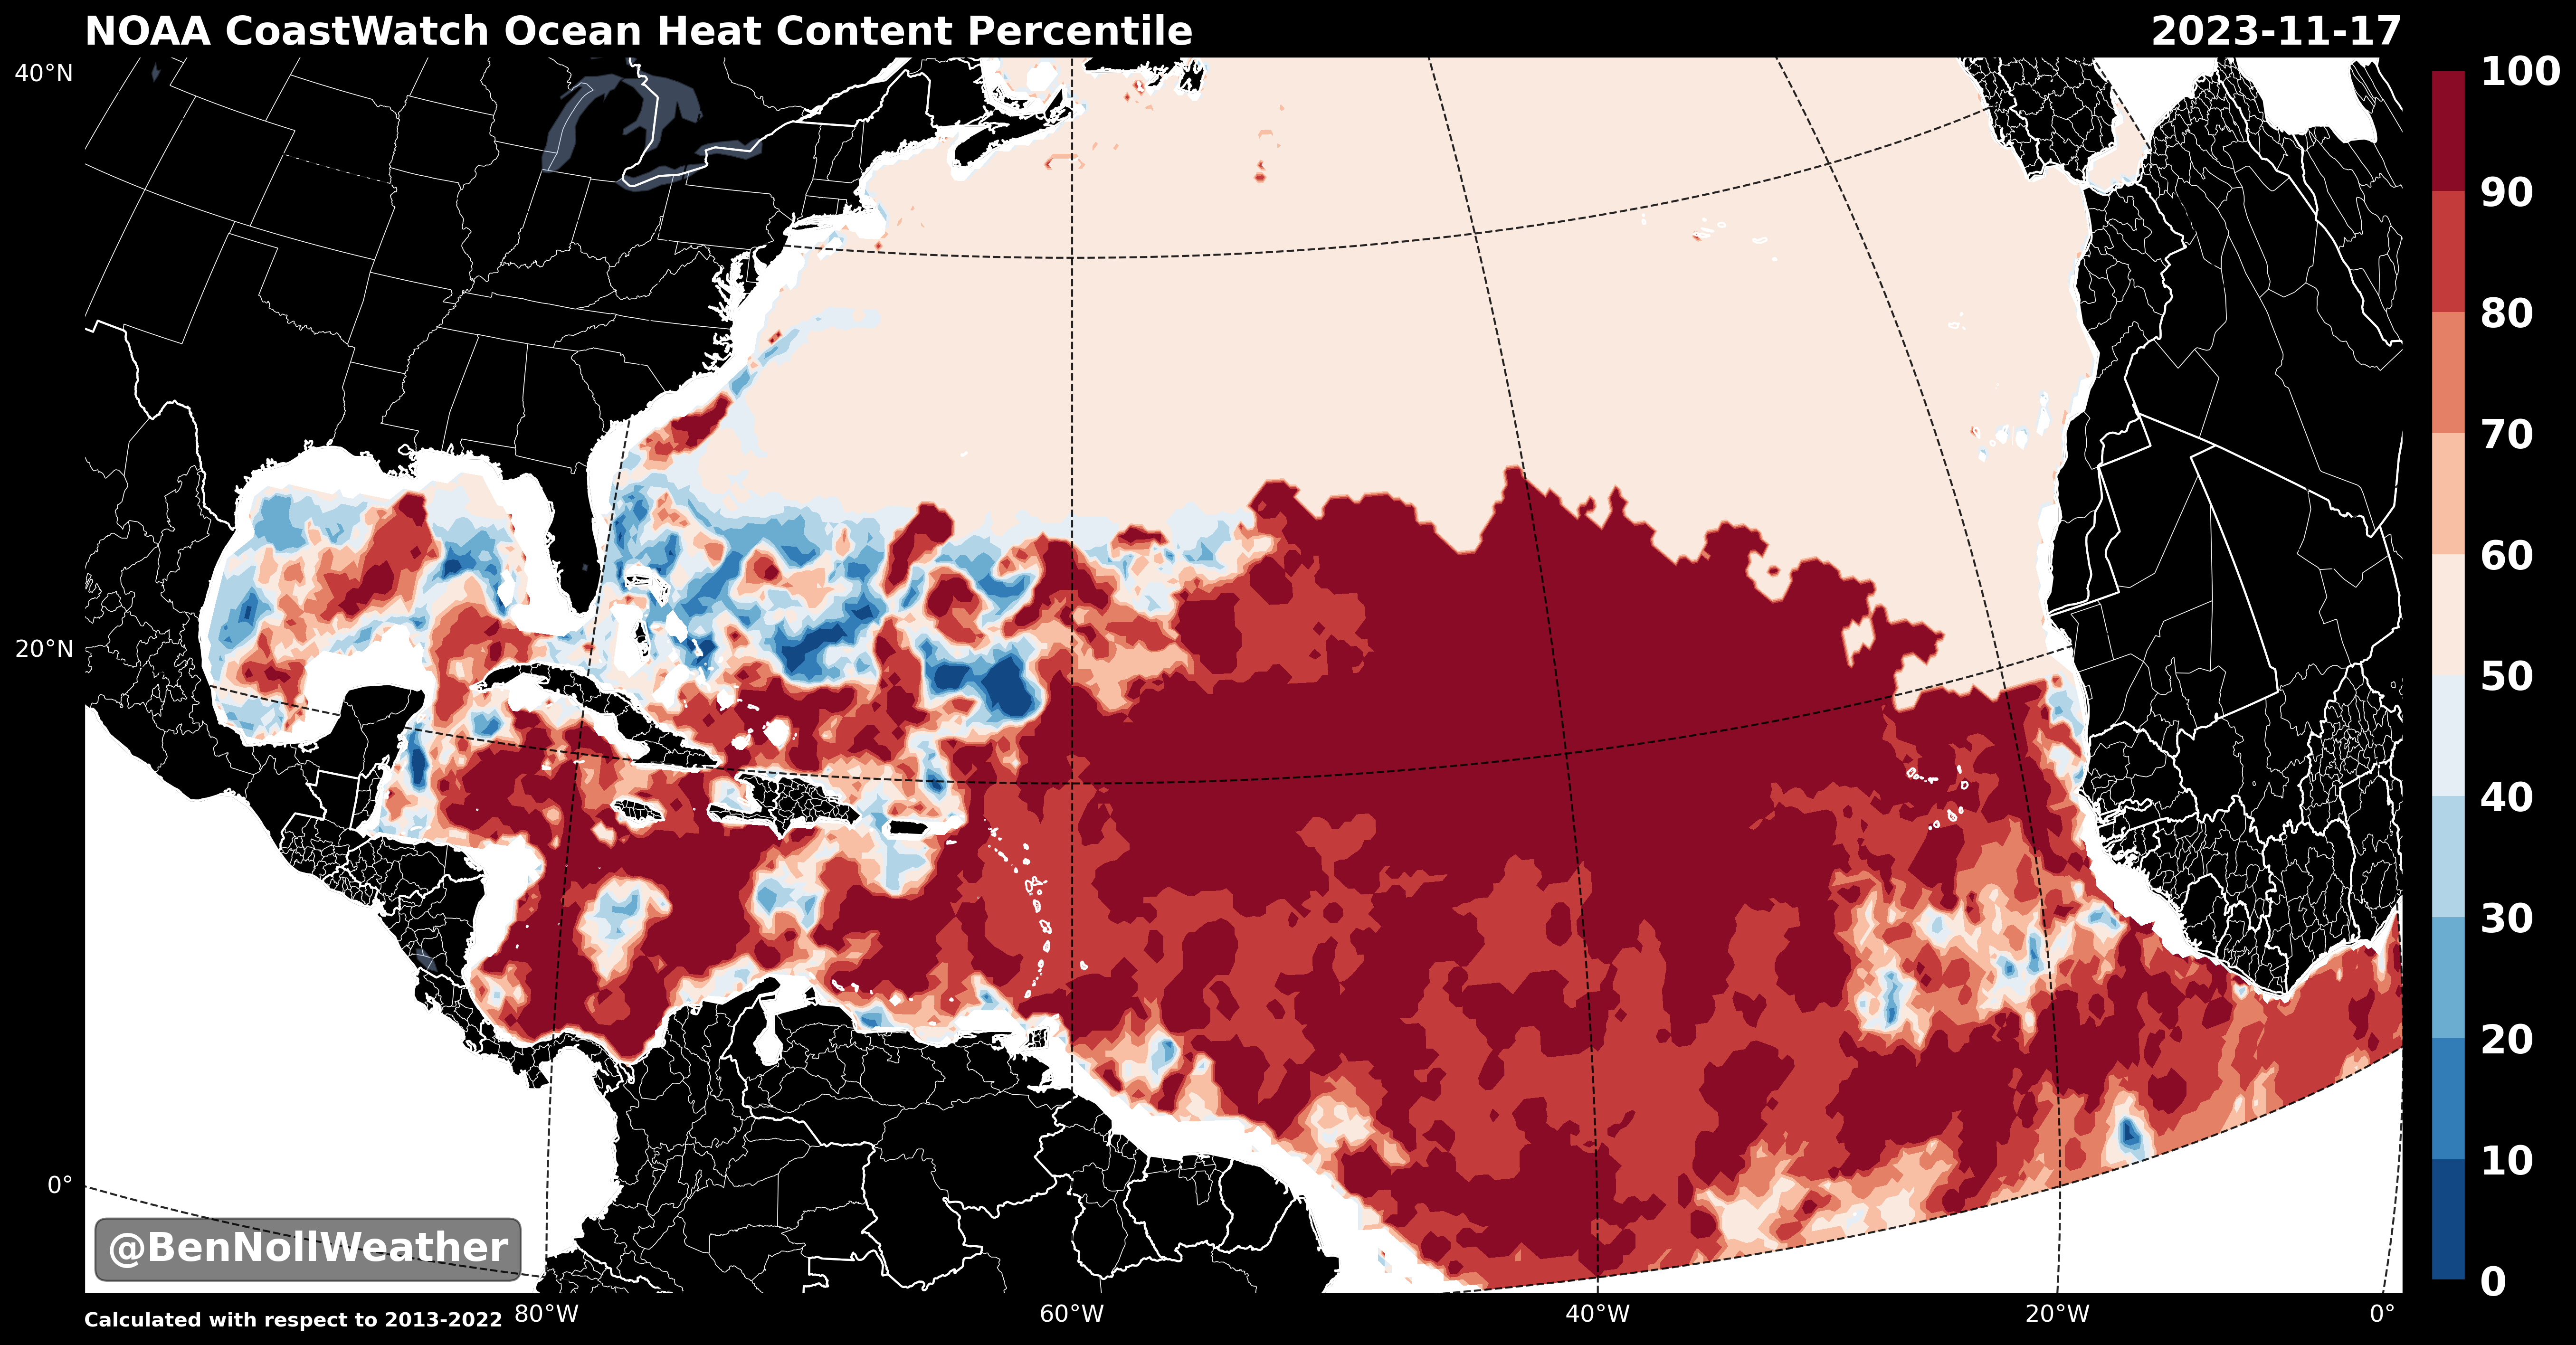 NOAA CoastWatch Ocean Heat Content Percentile 2023-11-17
40°N
20°N
0°
100
90
80
70
60
50
40
30
20
10
0
@BenNollWeather
Calculated with respect to 2013-2022
80°W 60°W 40°W 20°W 0°